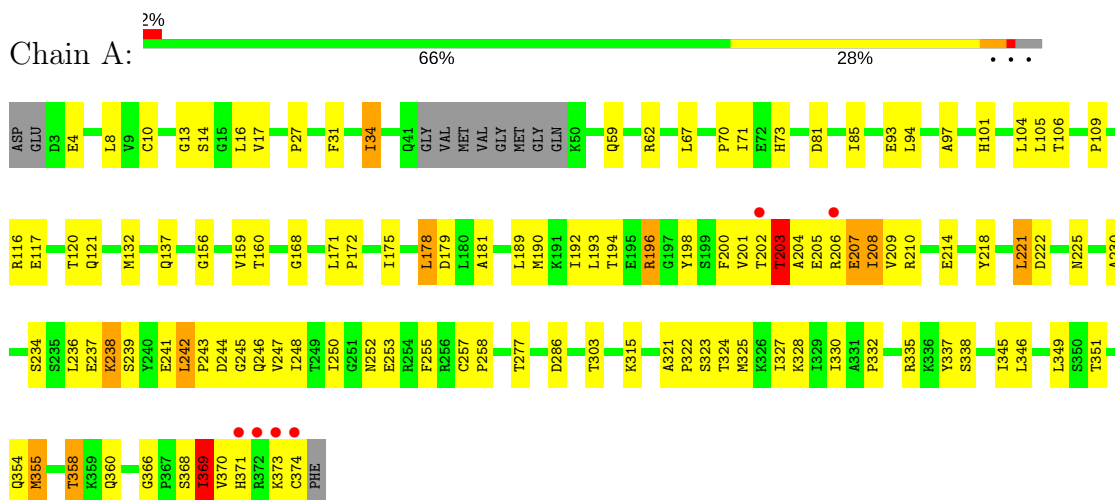 2%
Chain A:
66% 28% • • •
ASP GLU D3 E4 L8 V9 C10 G13 S14 G15 L16 V17 P27 F31 I34 Q41 GLY VAL MET VAL GLY MET GLY GLN K50 Q59 R62 L67 P70 I71 E72 H73 D81 I85 E93 L94 A97 H101 L104 L105 T106 P109
R116 E117 T120 Q121 M132 Q137 G156 V159 T160 G168 L171 P172 I175 L178 D179 L180 A181 L189 M190 K191 I192 L193 T194 E195 R196 G197 Y198 S199 F200 V201 T202 T203 A204 E205 R206 E207 I208 V209 R210 E214 Y218 L221 D222 N225 A230
S234 S235 L236 E237 K238 S239 Y240 E241 L242 P243 D244 G245 Q246 V247 I248 T249 I250 G251 N252 E253 R254 F255 R256 C257 P258 T277 D286 T303 K315 A321 P322 S323 T324 M325 K326 I327 K328 I329 I330 A331 P332 R335 K336 Y337 S338 I345 L346 L349 S350 T351
Q354 M355 T358 K359 Q360 G366 P367 S368 I369 V370 H371 R372 K373 C374 PHE